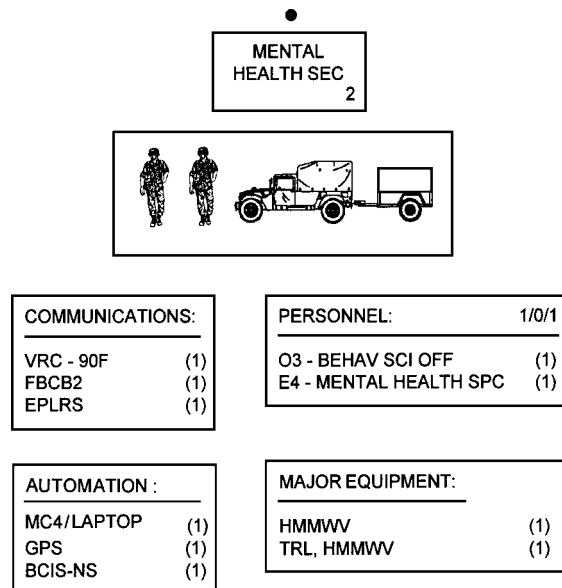 MENTAL
HEALTH SEC
2
COMMUNICATIONS:
VRC - 90F (1)
FBCB2 (1)
EPLRS (1)
PERSONNEL: 1/0/1
O3 - BEHAV SCI OFF (1)
E4 - MENTAL HEALTH SPC (1)
AUTOMATION :
MC4/LAPTOP (1)
GPS (1)
BCIS-NS (1)
MAJOR EQUIPMENT:
HMMWV (1)
TRL, HMMWV (1)